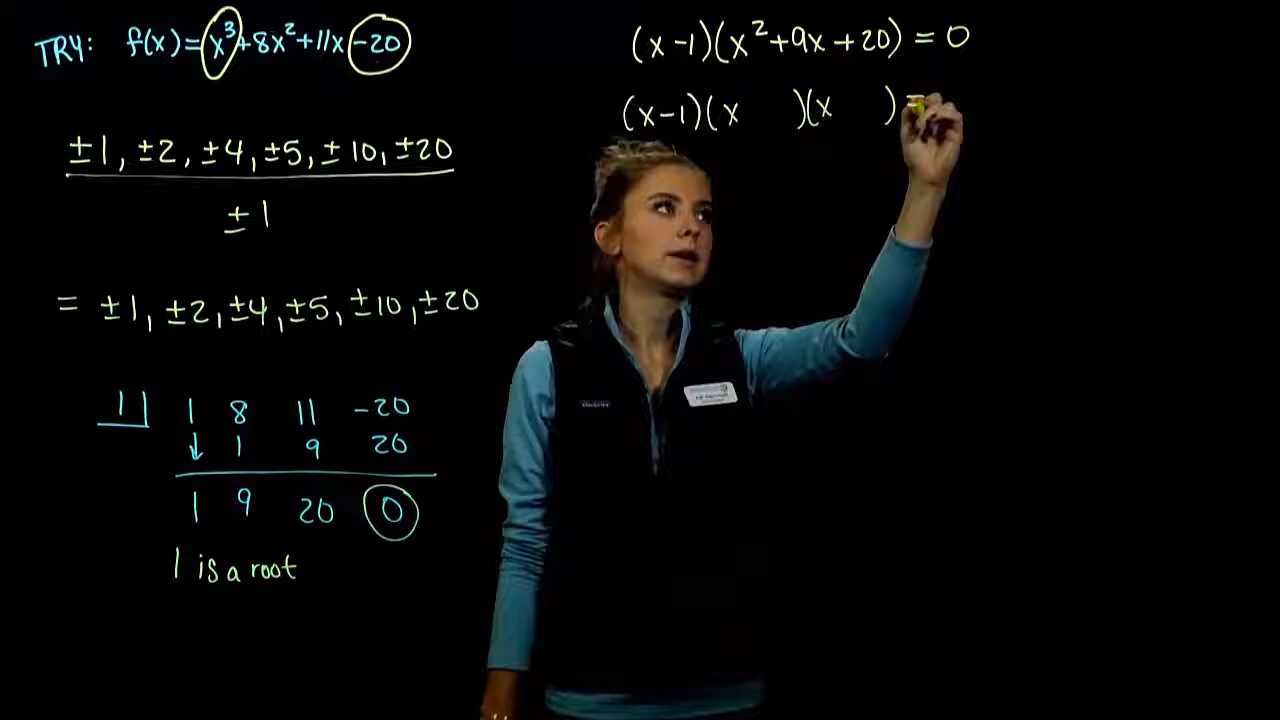 TRY: f(x)=x³+8x²+11x-20
±1, ±2, ±4, ±5, ±10, ±20
±1
= ±1, ±2, ±4, ±5, ±10, ±20
1| 1 8 11 -20
↓ 1 9 20
1 9 20 0
1 is a root
(x-1)(x²+9x+20)=0
(x-1)(x )(x )=